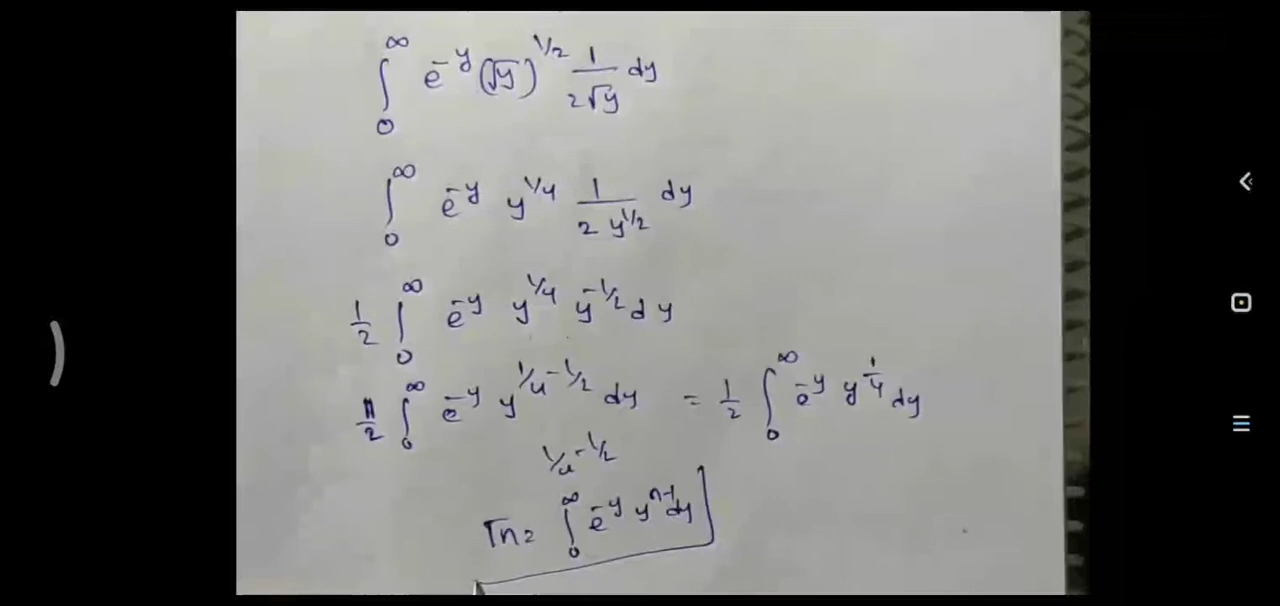 ∫₀^∞ e^{-y} (√y)^{1/2} 1/(2√y) dy
∫₀^∞ e^{-y} y^{1/4} 1/(2 y^{1/2}) dy
1/2 ∫₀^∞ e^{-y} y^{1/4} y^{-1/2} dy
1/2 ∫₀^∞ e^{-y} y^{1/4 - 1/2} dy = 1/2 ∫₀^∞ e^{-y} y^{1/4} dy
1/4 - 1/2
Γn = ∫₀^∞ e^{-y} y^{n-1} dy